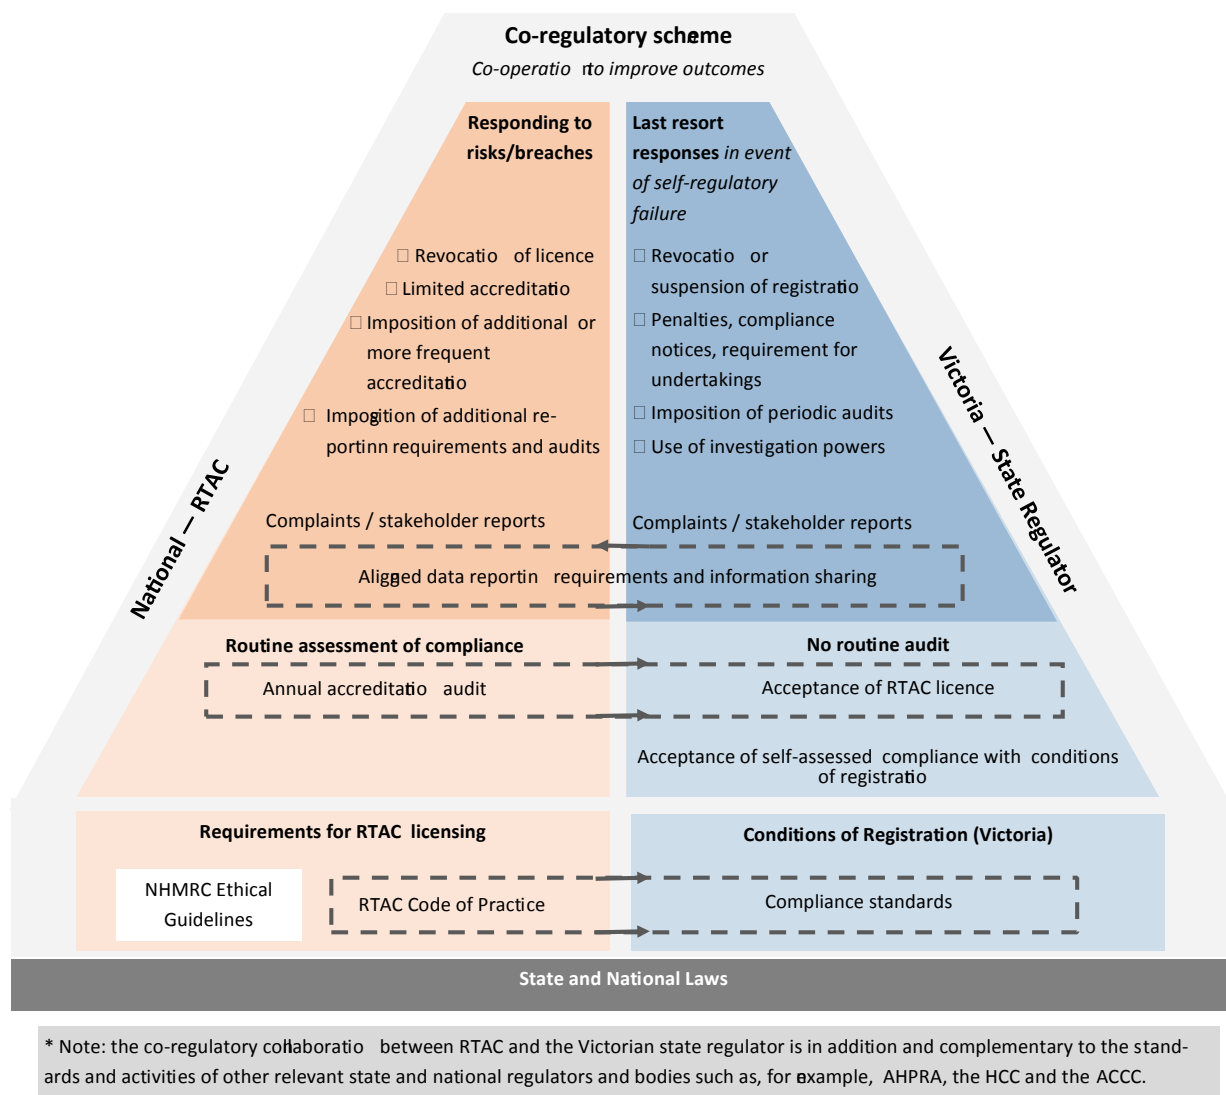 Co-regulatory scheme
Co-operatio nto improve outcomes
Responding to
risks/breaches
Revocatio of licence
Limited accreditatio
Imposition of additional or
more frequent
accreditatio
Imposgition of additional re-
portinn requirements and audits
Complaints / stakeholder reports
Last resort
responses in event
of self-regulatory
failure
Revocatio or
suspension of registratio
Penalties, compliance
notices, requirement for
undertakings
Imposition of periodic audits
Use of investigation powers
Complaints / stakeholder reports
National — RTAC
Victoria — State Regulator
Aliggned data reportin requirements and information sharing
Routine assessment of compliance
Annual accreditatio audit
No routine audit
Acceptance of RTAC licence
Acceptance of self-assessed compliance with conditions
of registratio
Requirements for RTAC licensing
NHMRC Ethical
Guidelines
RTAC Code of Practice
Conditions of Registration (Victoria)
Compliance standards
State and National Laws
* Note: the co-regulatory collaboratio between RTAC and the Victorian state regulator is in addition and complementary to the stand-
ards and activities of other relevant state and national regulators and bodies such as, for example, AHPRA, the HCC and the ACCC.